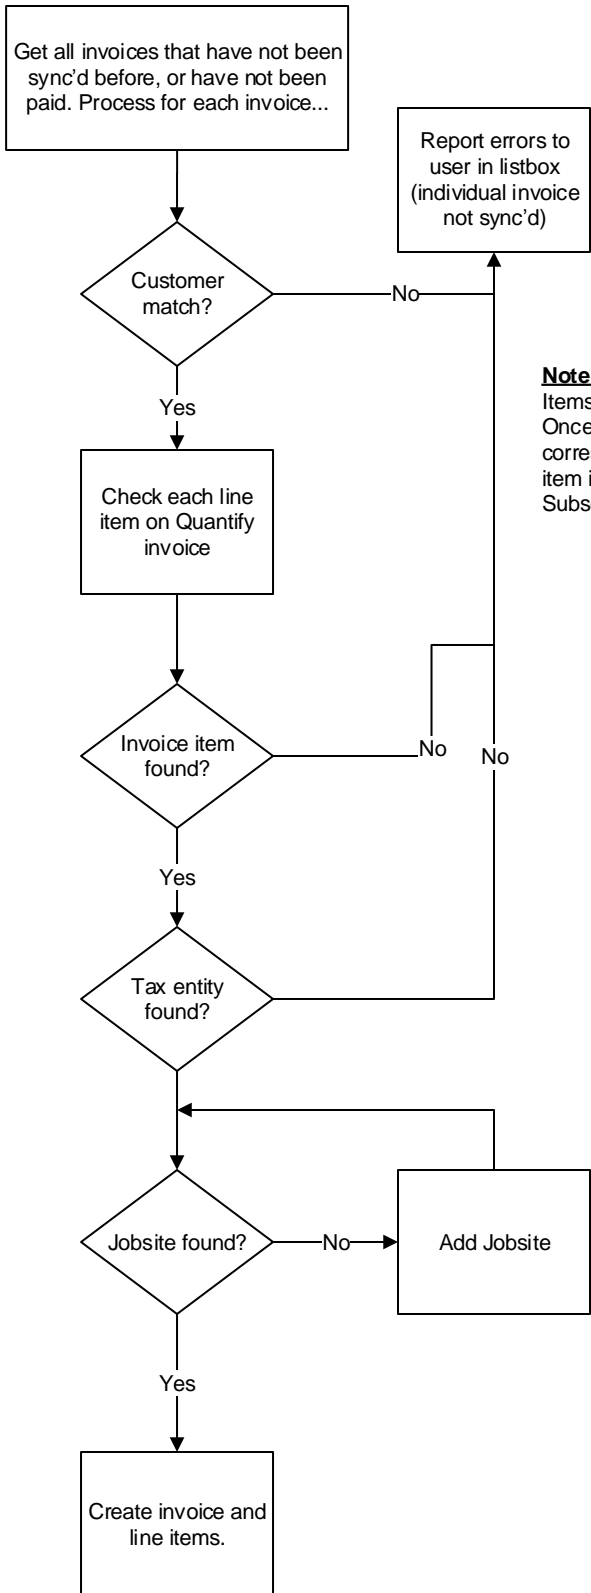 Get all invoices that have not been
sync’d before, or have not been
paid. Process for each invoice...
Report errors to
user in listbox
(individual invoice
not sync’d)
Customer
match?
No
Note
Items
Once
item
Yes
Check each line
item on Quantify
invoice
Invoice item
found?
No
No
Yes
Tax entity
found?
Jobsite found?
No
Add Jobsite
Yes
Create invoice and
line items.